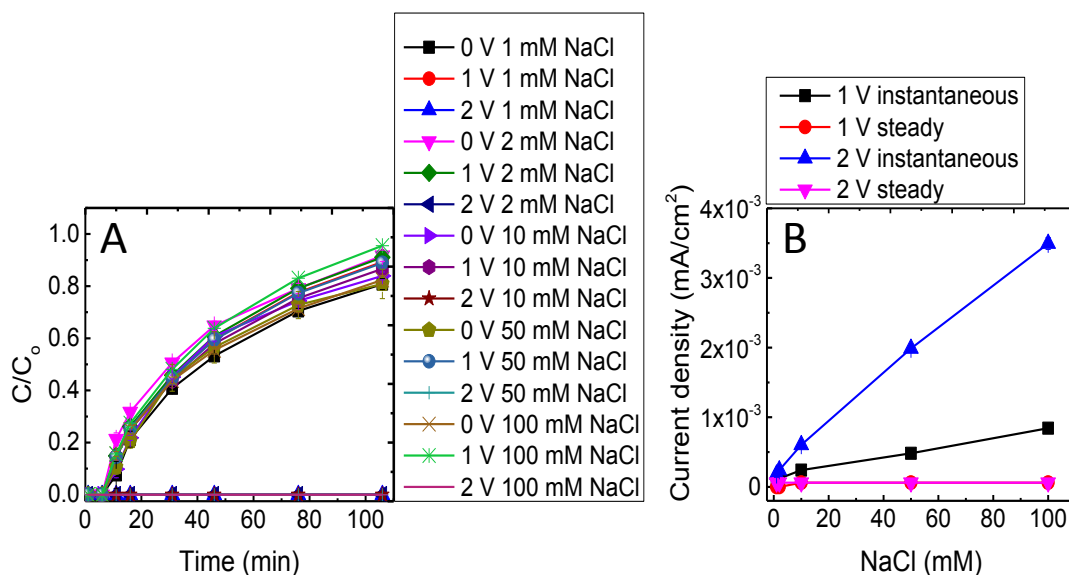 0 V 1 mM NaCl
1 V 1 mM NaCl
2 V 1 mM NaCl
0 V 2 mM NaCl
1 V 2 mM NaCl
2 V 2 mM NaCl
0 V 10 mM NaCl
1 V 10 mM NaCl
2 V 10 mM NaCl
0 V 50 mM NaCl
1 V 50 mM NaCl
2 V 50 mM NaCl
0 V 100 mM NaCl
1 V 100 mM NaCl
2 V 100 mM NaCl
A
C/Co
1.0
0.8
0.6
0.4
0.2
0.0
0 20 40 60 80 100
Time (min)
1 V instantaneous
1 V steady
2 V instantaneous
2 V steady
B
Current density (mA/cm²)
4x10⁻³
3x10⁻³
2x10⁻³
1x10⁻³
0
0 20 40 60 80 100
NaCl (mM)